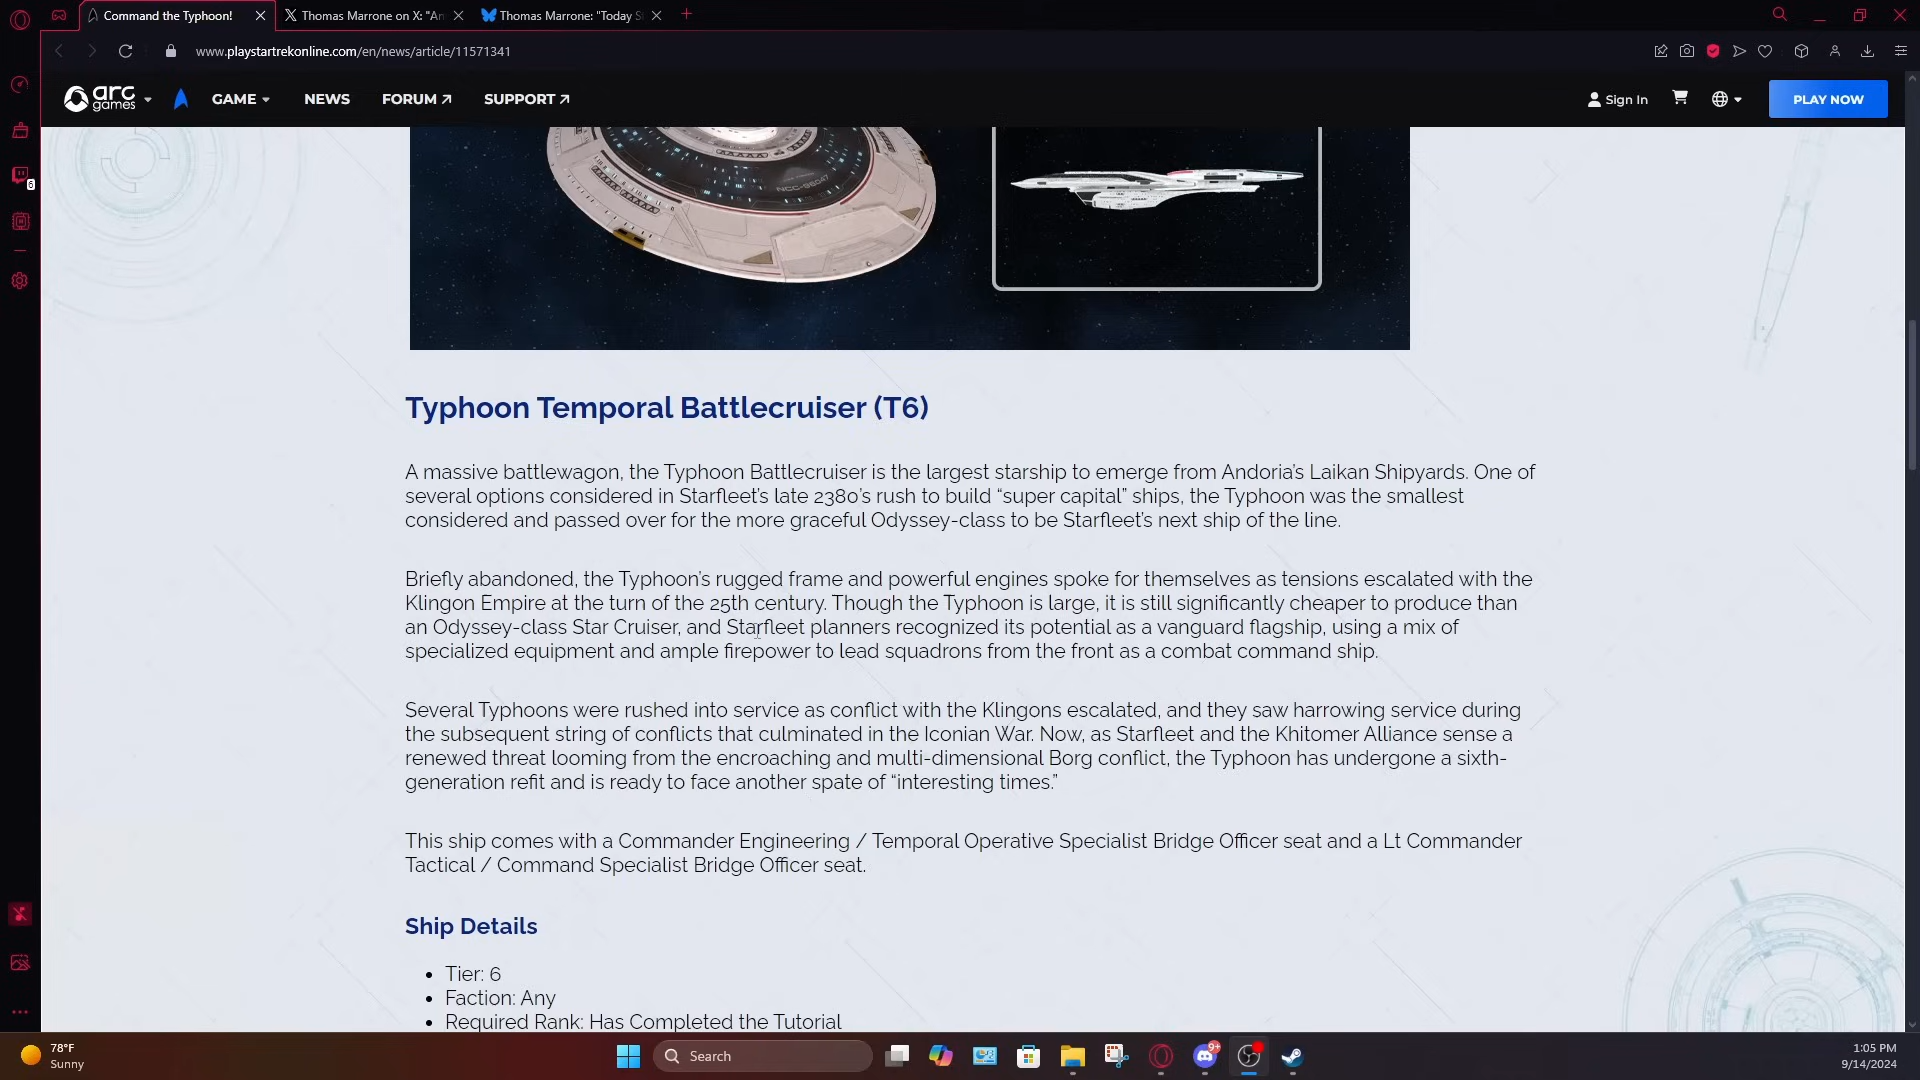 Command the Typhoon!
Thomas Marrone on X: "An
Thomas Marrone: "Today S
www.playstartrekonline.com/en/news/article/11571341
arc games
GAME
NEWS
FORUM
SUPPORT
Sign In
PLAY NOW
6
NCC-96047
Typhoon Temporal Battlecruiser (T6)
A massive battlewagon, the Typhoon Battlecruiser is the largest starship to emerge from Andoria's Laikan Shipyards. One of
several options considered in Starfleet's late 2380's rush to build “super capital” ships, the Typhoon was the smallest
considered and passed over for the more graceful Odyssey-class to be Starfleet's next ship of the line.
Briefly abandoned, the Typhoon's rugged frame and powerful engines spoke for themselves as tensions escalated with the
Klingon Empire at the turn of the 25th century. Though the Typhoon is large, it is still significantly cheaper to produce than
an Odyssey-class Star Cruiser, and Starfleet planners recognized its potential as a vanguard flagship, using a mix of
specialized equipment and ample firepower to lead squadrons from the front as a combat command ship.
Several Typhoons were rushed into service as conflict with the Klingons escalated, and they saw harrowing service during
the subsequent string of conflicts that culminated in the Iconian War. Now, as Starfleet and the Khitomer Alliance sense a
renewed threat looming from the encroaching and multi-dimensional Borg conflict, the Typhoon has undergone a sixth-
generation refit and is ready to face another spate of “interesting times.”
This ship comes with a Commander Engineering / Temporal Operative Specialist Bridge Officer seat and a Lt Commander
Tactical / Command Specialist Bridge Officer seat.
Ship Details
• Tier: 6
• Faction: Any
• Required Rank: Has Completed the Tutorial
78°F
Sunny
Search
9+
1:05 PM
9/14/2024